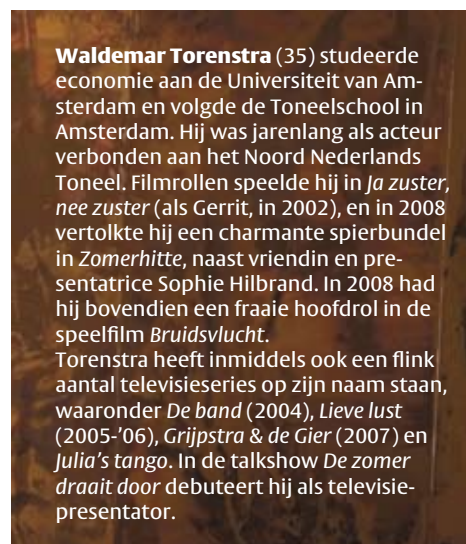 Waldemar Torenstra (35) studeerde
economie aan de Universiteit van Am-
sterdam en volgde de Toneelschool in
Amsterdam. Hij was jarenlang als acteur
verbonden aan het Noord Nederlands
Toneel. Filmrollen speelde hij in Ja zuster,
nee zuster (als Gerrit, in 2002), en in 2008
vertolkte hij een charmante spierbundel
in Zomerhitte, naast vriendin en pre-
sentatrice Sophie Hilbrand. In 2008 had
hij bovendien een fraaie hoofdrol in de
speelfilm Bruidsvlucht.
Torenstra heeft inmiddels ook een flink
aantal televisieseries op zijn naam staan,
waaronder De band (2004), Lieve lust
(2005-’06), Grijpstra & de Gier (2007) en
Julia’s tango. In de talkshow De zomer
draait door debuteert hij als televisie-
presentator.